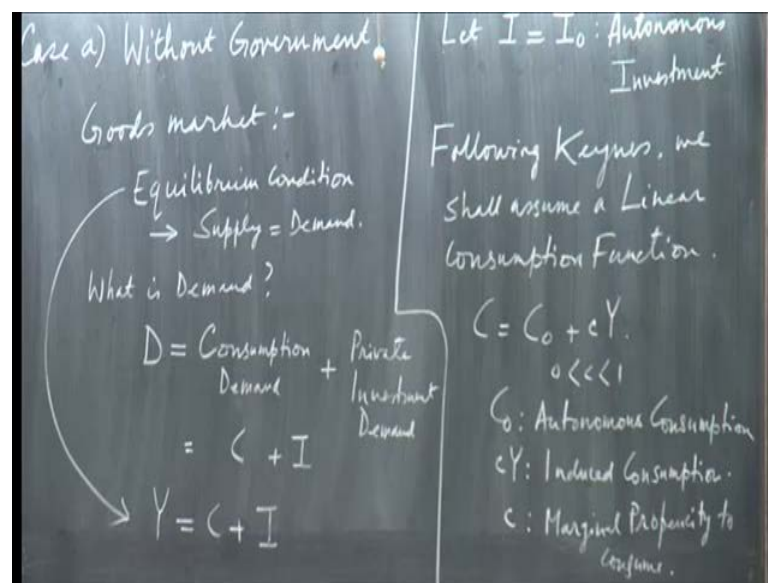 Case a) Without Government.
Goods market :-
Equilibrium Condition
→ Supply = Demand.
What is Demand?
D = Consumption Demand + Private Investment Demand
= C + I
Y = C + I
Let I = I₀ : Autonomous
Investment
Following Keynes, we
shall assume a Linear
Consumption Function.
C = C₀ + cY.
0 < c < 1
C₀ : Autonomous Consumption
cY : Induced Consumption.
c : Marginal Propensity to
Consume.